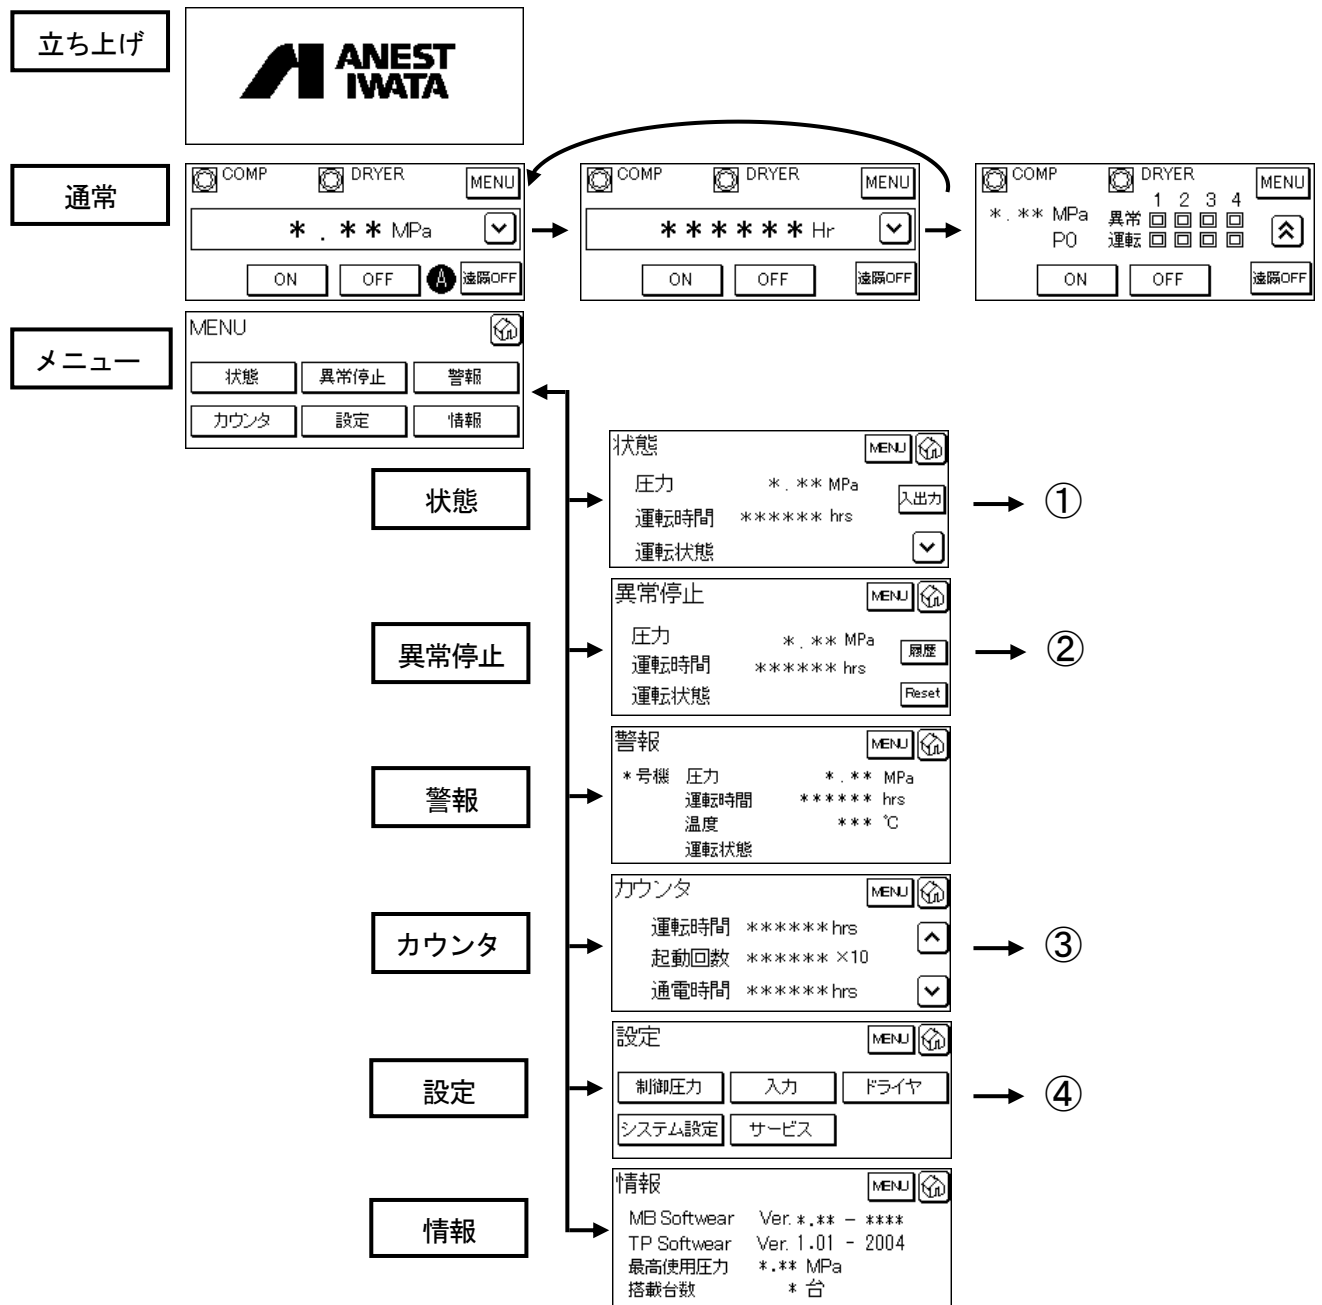 立ち上げ
ANEST
IWATA
通常
COMP DRYER MENU
*.** MPa
ON OFF A 遠隔OFF
COMP DRYER MENU
****** Hr
ON OFF 遠隔OFF
COMP DRYER MENU
1 2 3 4
*.** MPa 異常
P0 運転
ON OFF 遠隔OFF
メニュー
MENU
状態 異常停止 警報
カウンタ 設定 情報
状態
状態 MENU
圧力 *.** MPa 入出力
運転時間 ****** hrs
運転状態
①
異常停止
異常停止 MENU
圧力 *.** MPa 履歴
運転時間 ****** hrs
運転状態 Reset
②
警報
警報 MENU
*号機 圧力 *.** MPa
運転時間 ****** hrs
温度 *** ℃
運転状態
カウンタ
カウンタ MENU
運転時間 ****** hrs
起動回数 ****** ×10
通電時間 ****** hrs
③
設定
設定 MENU
制御圧力 入力 ドライヤ
システム設定 サービス
④
情報
情報 MENU
MB Softwear Ver. *.** - ****
TP Softwear Ver. 1.01 - 2004
最高使用圧力 *.** MPa
搭載台数 * 台